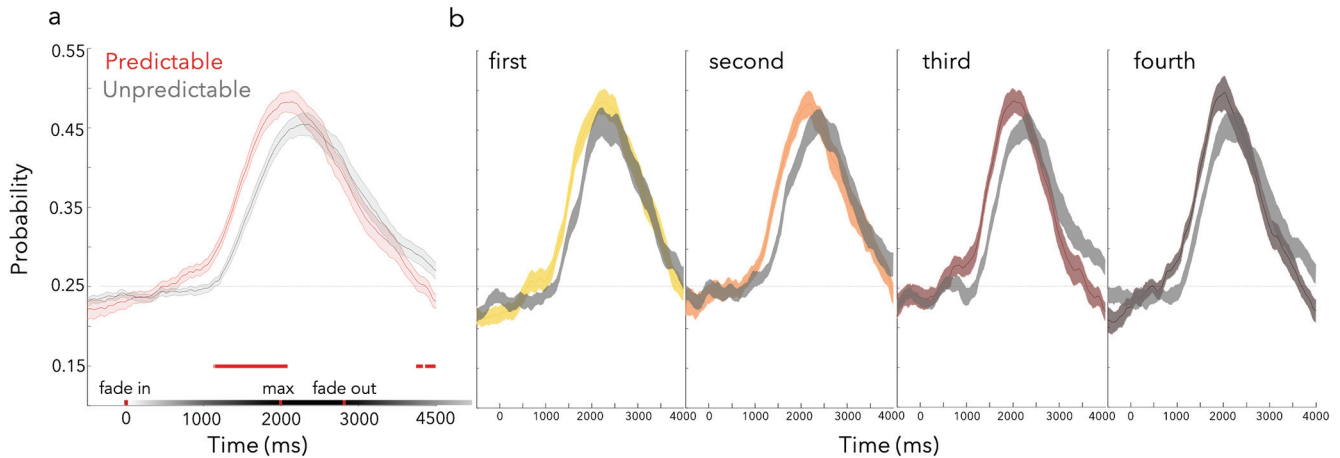 a
Predictable
Unpredictable
Probability
0.55
0.45
0.35
0.25
0.15
fade in
max
fade out
0 1000 2000 3000 4500
Time (ms)
b
first
second
third
fourth
0 1000 2000 3000 4000 1000 2000 3000 4000 1000 2000 3000 4000 0 1000 2000 3000 4000
Time (ms)